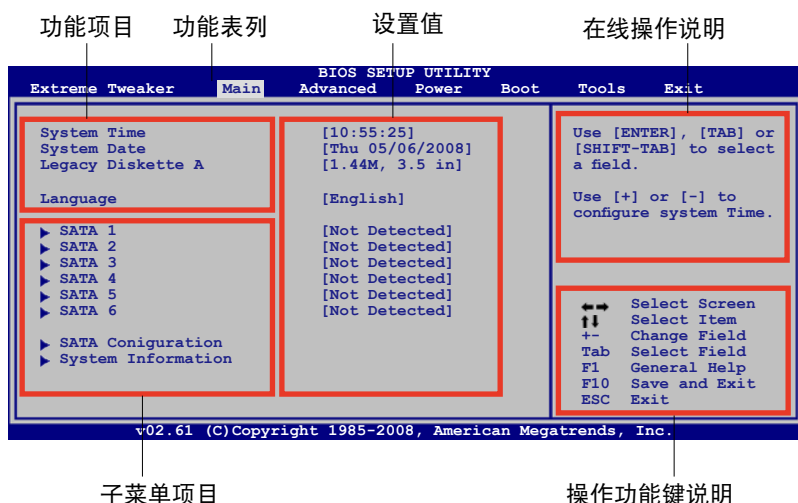 功能项目 功能表列 设置值 在线操作说明
BIOS SETUP UTILITY
Extreme Tweaker Main Advanced Power Boot Tools Exit
System Time [10:55:25]
System Date [Thu 05/06/2008]
Legacy Diskette A [1.44M, 3.5 in]
Language [English]
SATA 1 [Not Detected]
SATA 2 [Not Detected]
SATA 3 [Not Detected]
SATA 4 [Not Detected]
SATA 5 [Not Detected]
SATA 6 [Not Detected]
SATA Coniguration
System Information
Use [ENTER], [TAB] or
[SHIFT-TAB] to select
a field.
Use [+] or [-] to
configure system Time.
←→ Select Screen
↑↓ Select Item
+- Change Field
Tab Select Field
F1 General Help
F10 Save and Exit
ESC Exit
v02.61 (C)Copyright 1985-2008, American Megatrends, Inc.
子菜单项目 操作功能键说明